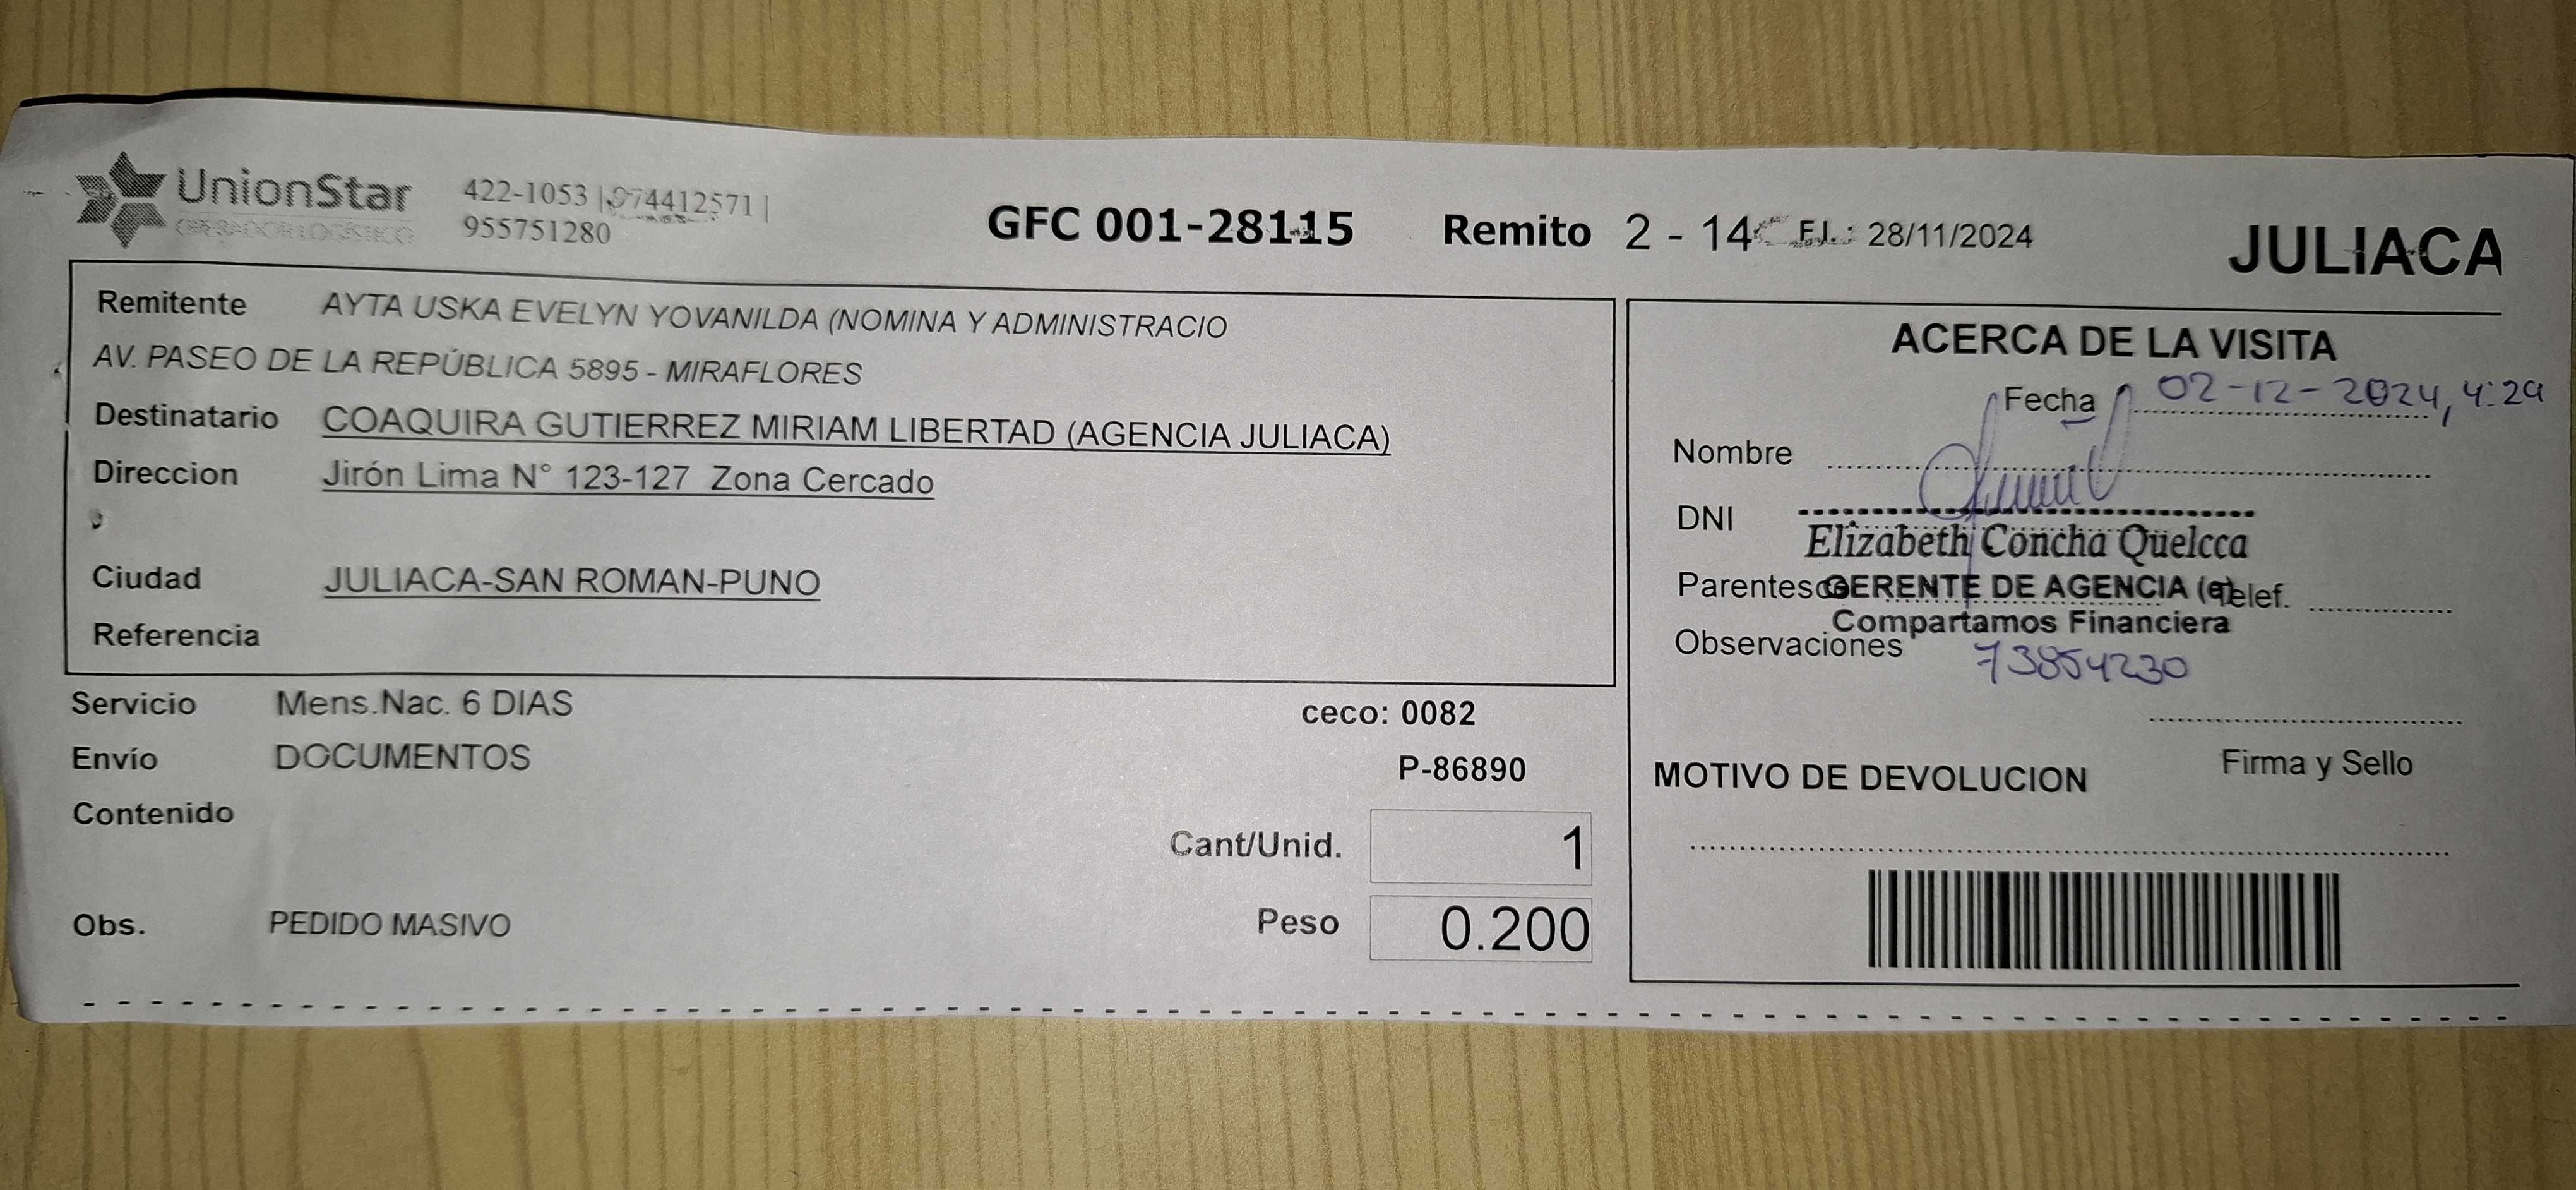 UnionStar
OPERADOR LOGÍSTICO
422-1053 | 974412571 |
955751280
GFC 001-28115
Remito 2 - 14
F.I.: 28/11/2024
JULIACA
Remitente AYTA USKA EVELYN YOVANILDA (NOMINA Y ADMINISTRACIO
AV. PASEO DE LA REPÚBLICA 5895 - MIRAFLORES
Destinatario COAQUIRA GUTIERREZ MIRIAM LIBERTAD (AGENCIA JULIACA)
Direccion Jirón Lima N° 123-127 Zona Cercado
Ciudad JULIACA-SAN ROMAN-PUNO
Referencia
Servicio Mens.Nac. 6 DIAS
ceco: 0082
Envío DOCUMENTOS
P-86890
Contenido
Cant/Unid. 1
Obs. PEDIDO MASIVO
Peso 0.200
ACERCA DE LA VISITA
Fecha 02-12-2024, 4:29
Nombre
DNI
Elizabeth Concha Quelcca
Parentesco
GERENTE DE AGENCIA (e)
Telef.
Compartamos Financiera
Observaciones
73854230
Firma y Sello
MOTIVO DE DEVOLUCION